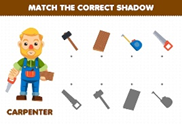 MATCH THE CORRECT SHADOW
CARPENTER